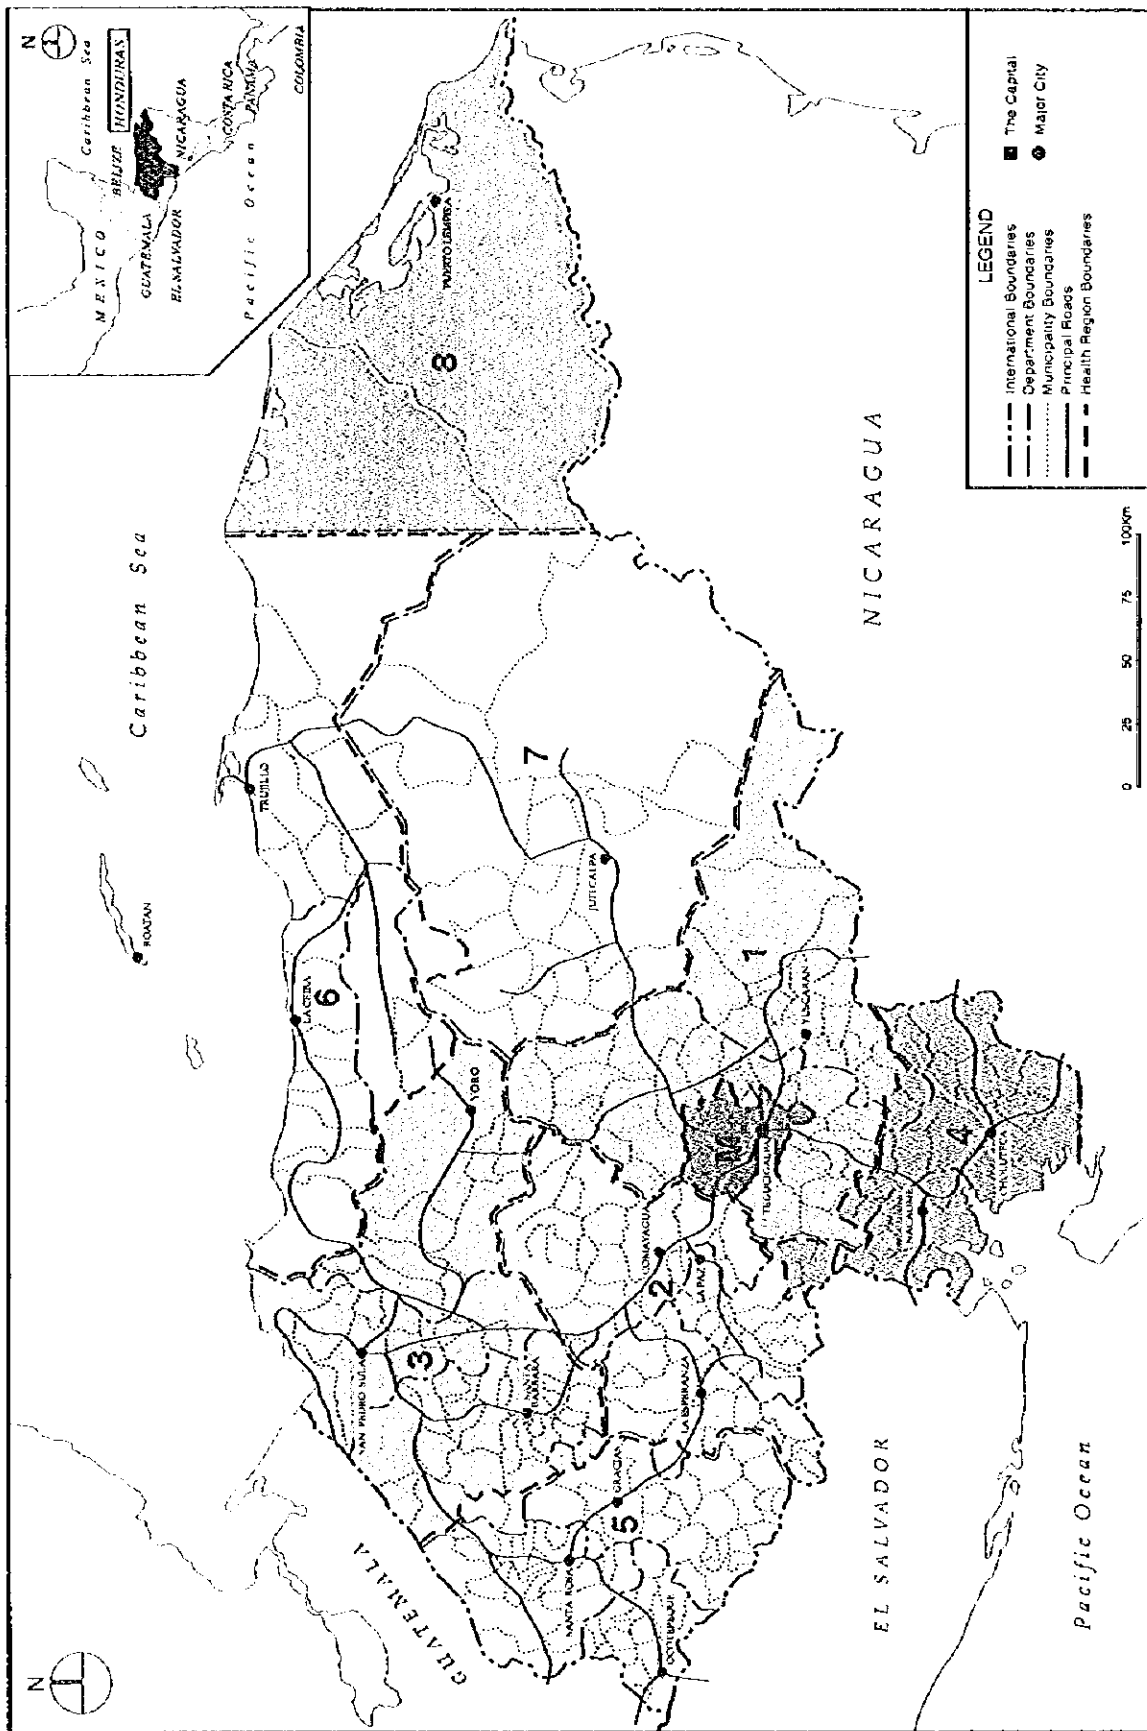 N
Caribbean Sea
ROATAN
TRUJILLO
LA CEIBA
6
SAN PEDRO SULA
3
YORO
8
PUERTO LEMPIRA
GUATEMALA
SANTA BARBARA
7
JUTICALPA
SANTA ROSA
GRACIAS
5
OCOTEPEQUE
LA ESPERANZA
COMAYAGUA
2
LA PAZ
M
1
YUSCARAN
NACAOME
4
NICARAGUA
EL SALVADOR
Pacific Ocean
N
MEXICO
Caribbean Sea
BELIZE
HONDURAS
GUATEMALA
EL SALVADOR
NICARAGUA
COSTA RICA
PANAMA
Pacific Ocean
COLOMBIA
LEGEND
International Boundaries
Department Boundaries
Municipality Boundaries
Principal Roads
Health Region Boundaries
The Capital
Major City
0 25 50 75 100Km